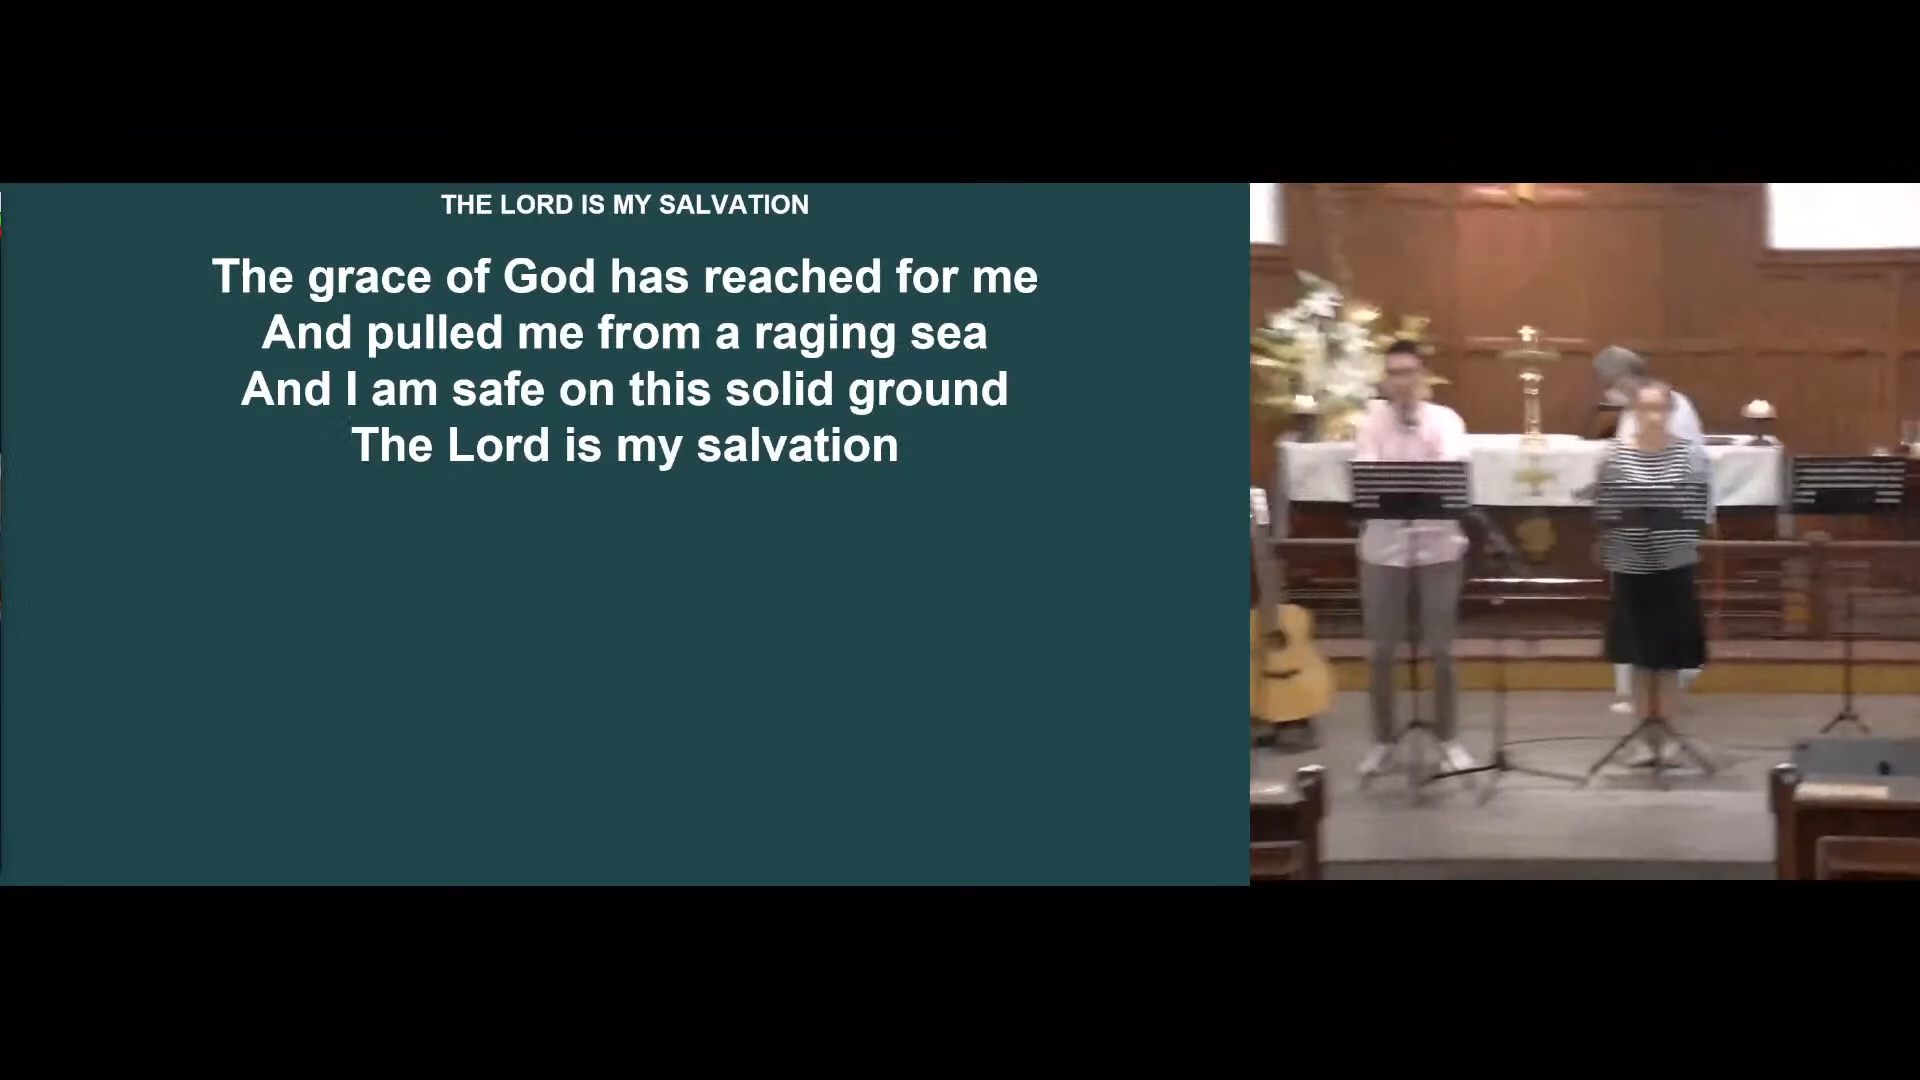 THE LORD IS MY SALVATION
The grace of God has reached for me
And pulled me from a raging sea
And I am safe on this solid ground
The Lord is my salvation